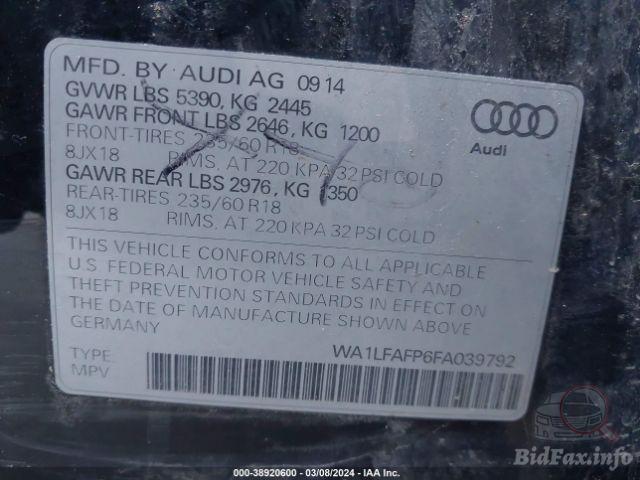 MFD. BY AUDI AG 09 14
GVWR LBS 5390, KG 2445
GAWR FRONT LBS 2646, KG 1200
FRONT-TIRES 235/60 R18
8JX18 RIMS. AT 220 KPA 32 PSI COLD
GAWR REAR LBS 2976, KG 1350
REAR-TIRES 235/60 R18
8JX18 RIMS, AT 220 KPA 32 PSI COLD
Audi
THIS VEHICLE CONFORMS TO ALL APPLICABLE
U.S. FEDERAL MOTOR VEHICLE SAFETY AND
THEFT PREVENTION STANDARDS IN EFFECT ON
THE DATE OF MANUFACTURE SHOWN ABOVE
GERMANY
WA1LFAFP6FA039792
TYPE:
MPV
BidFax.info
000-38920600 - 03/08/2024 - IAA Inc.